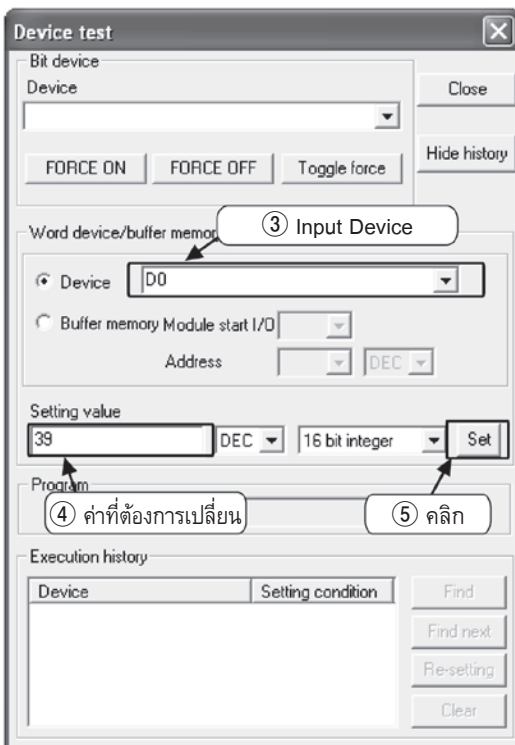 Device test
Bit device
Device
Close
FORCE ON FORCE OFF Toggle force
Hide history
Word device/buffer memor
③ Input Device
Device D0
Buffer memory Module start I/O
Address DEC
Setting value
39 DEC 16 bit integer Set
Program
④ ค่าที่ต้องการเปลี่ยน ⑤ คลิก
Execution history
Device Setting condition
Find
Find next
Re-setting
Clear